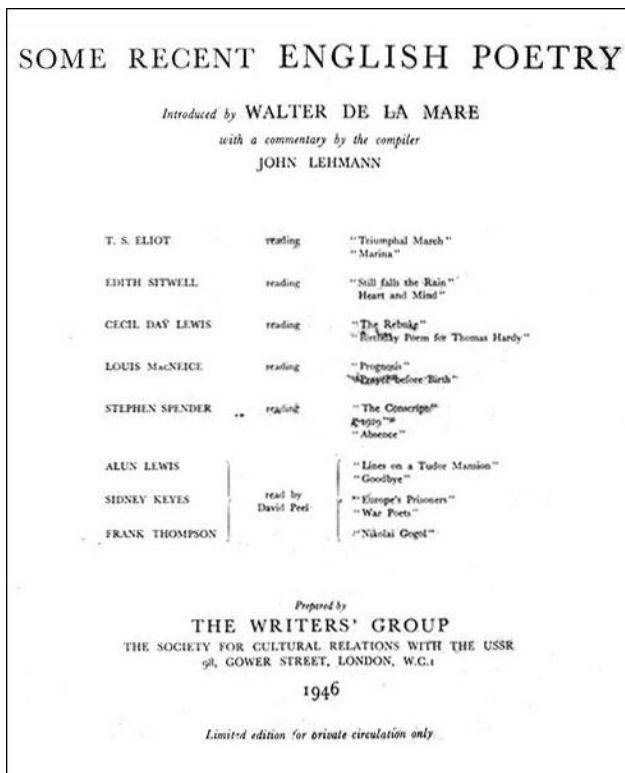 SOME RECENT ENGLISH POETRY
Introduced by WALTER DE LA MARE
with a commentary by the compiler
JOHN LEHMANN
T. S. ELIOT reading "Triumphal March"
"Marina"
EDITH SITWELL reading "Still falls the Rain"
Heart and Mind"
CECIL DAY LEWIS reading "The Rebuke"
"Birthday Poem for Thomas Hardy"
LOUIS MACNEICE reading "Prognosis"
"Prayer before Birth"
STEPHEN SPENDER reading "The Conscript"
"1929"
"Absence"
ALUN LEWIS "Lines on a Tudor Mansion"
"Goodbye"
SIDNEY KEYES read by David Peel "Europe's Prisoners"
"War Poets"
FRANK THOMPSON "Nikolai Gogol"
Prepared by
THE WRITERS' GROUP
THE SOCIETY FOR CULTURAL RELATIONS WITH THE USSR
98, GOWER STREET, LONDON, W.C.1
1946
Limited edition for private circulation only